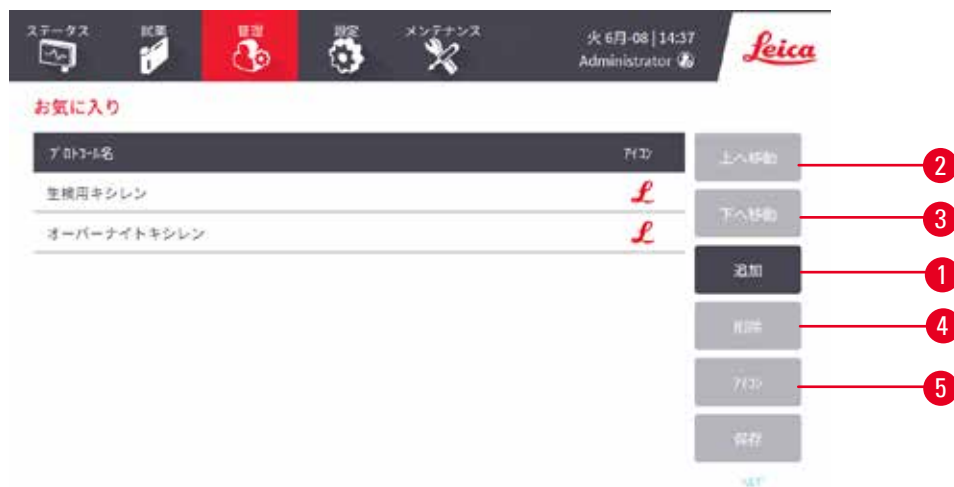 ステータス
試薬
管理
設定
メンテナンス
火 6月-08 | 14:37
Administrator
Leica
お気に入り
プロトコール名 アイコン
生検用キシレン
オーバーナイトキシレン
上へ移動
下へ移動
追加
削除
アイコン
保存
2
3
1
4
5